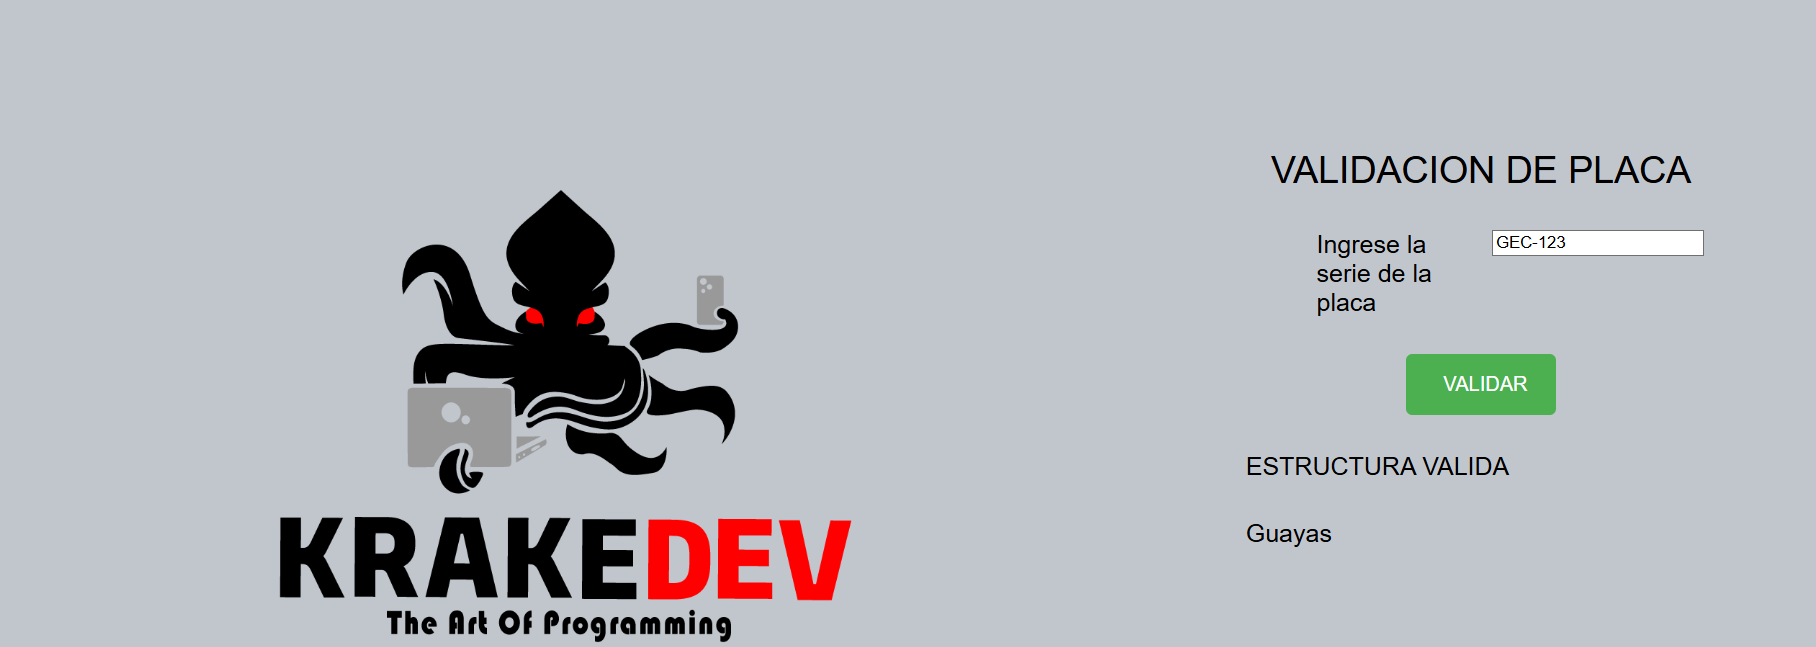 VALIDACION DE PLACA
Ingrese la
serie de la
placa
GEC-123
VALIDAR
ESTRUCTURA VALIDA
Guayas
KRAKEDEV
The Art Of Programming